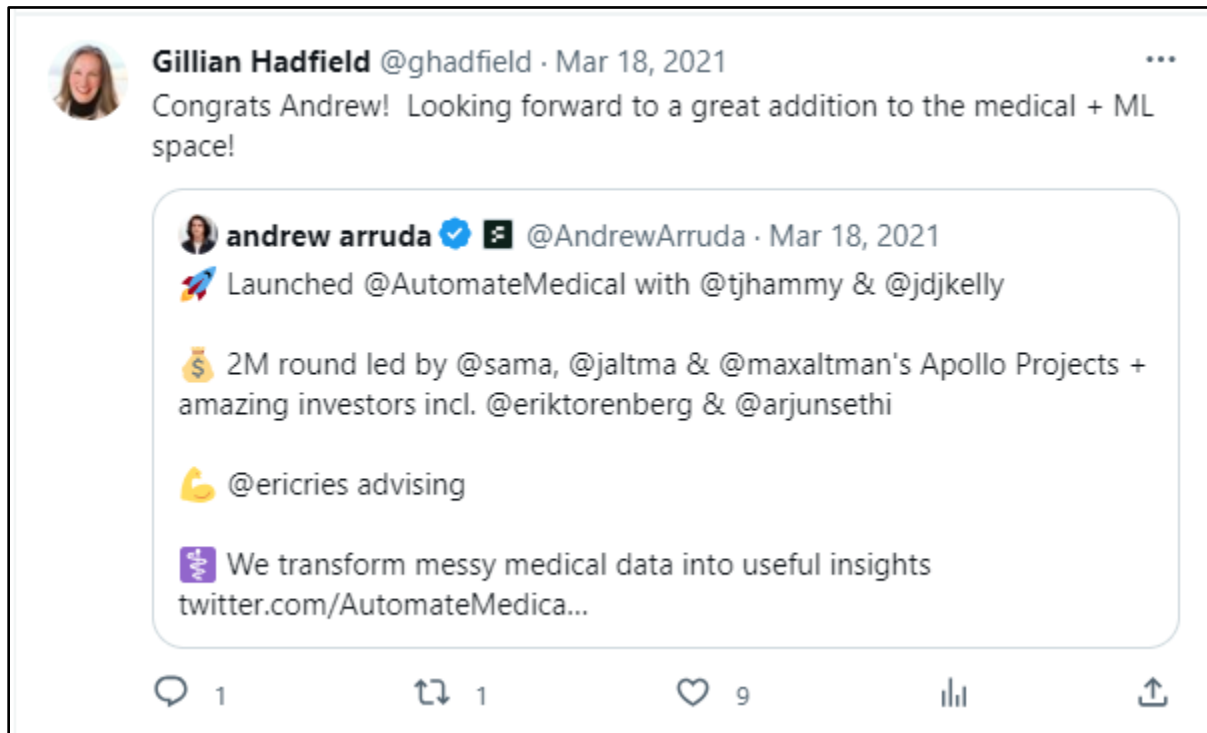 Gillian Hadfield @ghadfield · Mar 18, 2021
Congrats Andrew!  Looking forward to a great addition to the medical + ML
space!
andrew arruda @AndrewArruda · Mar 18, 2021
🚀 Launched @AutomateMedical with @tjhammy & @jdjkelly
💰 2M round led by @sama, @jaltma & @maxaltman's Apollo Projects +
amazing investors incl. @eriktorenberg & @arjunsethi
💪 @ericries advising
⚕️ We transform messy medical data into useful insights
twitter.com/AutomateMedica...
1 1 9